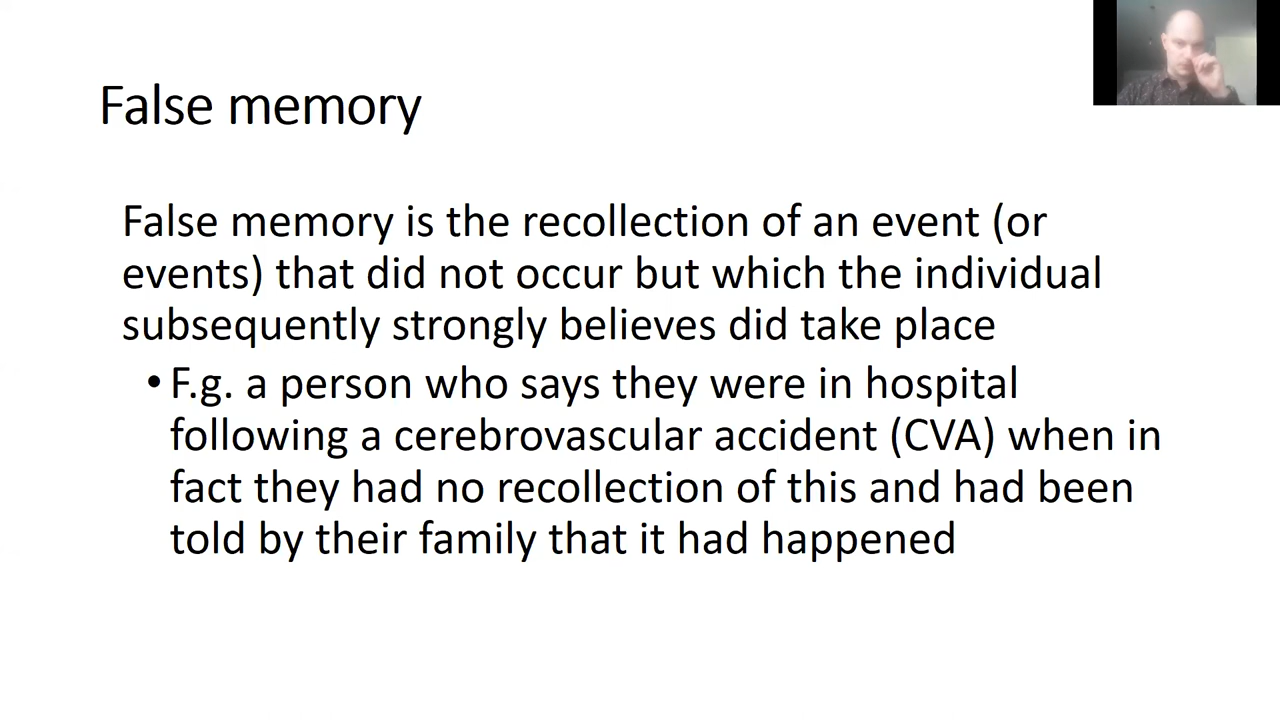 False memory
False memory is the recollection of an event (or
events) that did not occur but which the individual
subsequently strongly believes did take place
• F.g. a person who says they were in hospital
following a cerebrovascular accident (CVA) when in
fact they had no recollection of this and had been
told by their family that it had happened